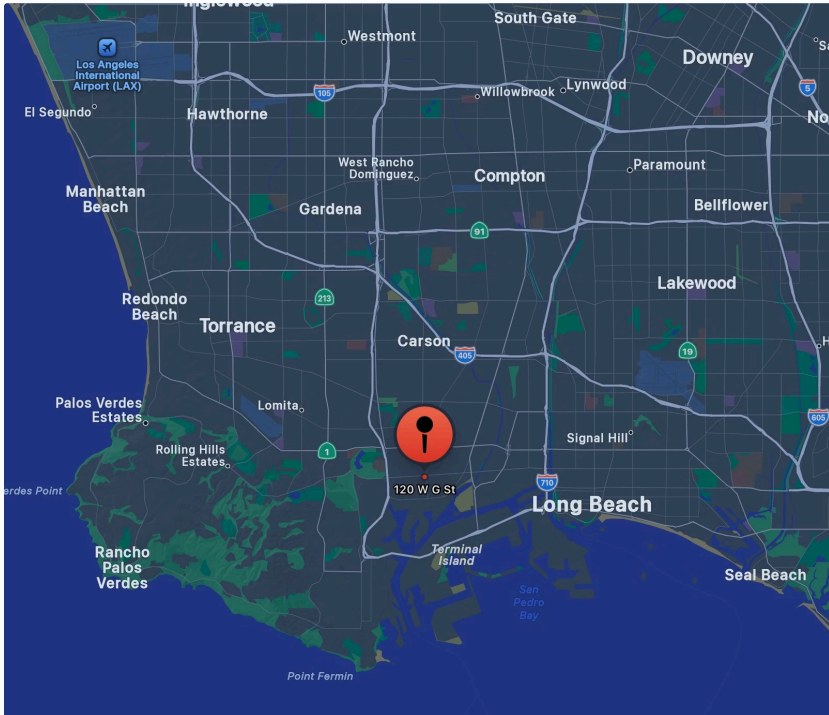 Inglewood
South Gate
Westmont
Downey
Los Angeles
International
Airport (LAX)
105
Willowbrook
Lynwood
5
El Segundo
Hawthorne
West Rancho
Dominguez
Compton
Paramount
Manhattan
Beach
Gardena
Bellflower
91
Redondo
Beach
213
Lakewood
Torrance
Carson
405
19
Palos Verdes
Estates
Lomita
605
Rolling Hills
Estates
1
Signal Hill
120 W G St
710
Long Beach
erdes Point
Rancho
Palos
Verdes
Terminal
Island
San
Pedro
Bay
Seal Beach
Point Fermin